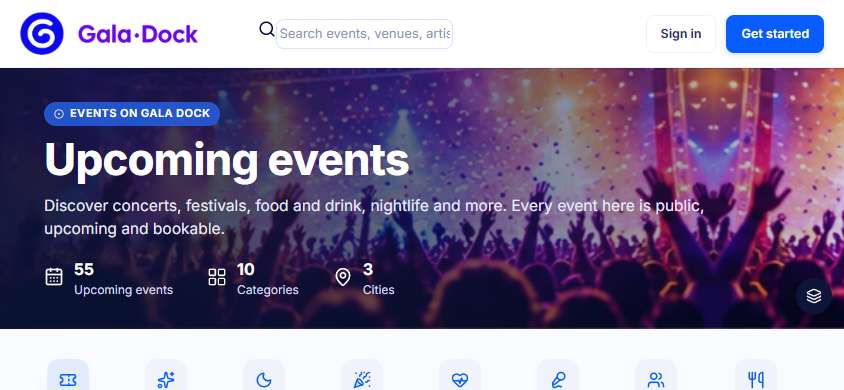 Gala·Dock
Search events, venues, artis
Sign in
Get started
EVENTS ON GALA DOCK
Upcoming events
Discover concerts, festivals, food and drink, nightlife and more. Every event here is public,
upcoming and bookable.
55
Upcoming events
10
Categories
3
Cities